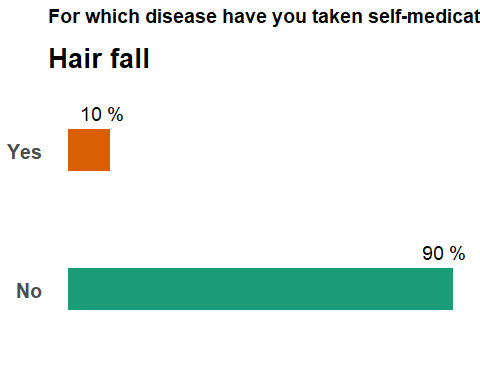 For which disease have you taken self-medicat
Hair fall
10 %
Yes
90 %
No